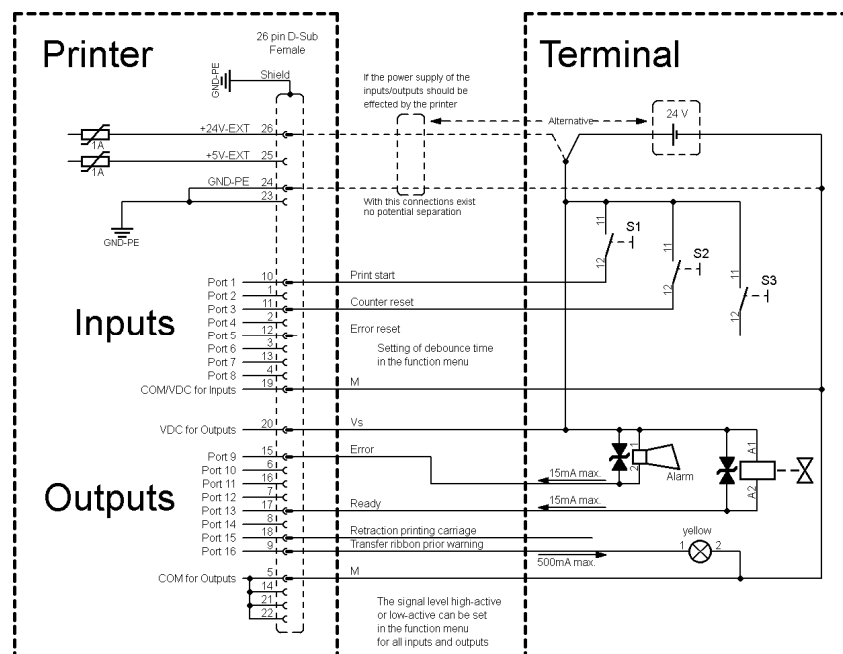 Printer
26 pin D-Sub
Female
Terminal
GND-PE
Shield
If the power supply of the
inputs/outputs should be
effected by the printer
Alternative
24 V
+24V-EXT 26
1A
+5V-EXT 25
1A
GND-PE 24
23
GND-PE
With this connections exist
no potential separation
11
S1
12
11
S2
12
11
S3
12
Inputs
Port 1 10 Print start
Port 2 1
Port 3 11 Counter reset
Port 4 2
Port 5 12 Error reset
Port 6 3
Port 7 13
Port 8 4
Setting of debounce time
in the function menu
COM/VDC for Inputs 19 M
VDC for Outputs 20 Vs
Outputs
Port 9 15 Error
Port 10 6
Port 11 16
Port 12 7
Port 13 17 Ready
Port 14 8
Port 15 18 Retraction printing carriage
Port 16 9 Transfer ribbon prior warning
15mA max.
1
2
Alarm
A1
A2
15mA max.
500mA max.
yellow
1 2
COM for Outputs 5 M
14
21
22
The signal level high-active
or low-active can be set
in the function menu
for all inputs and outputs